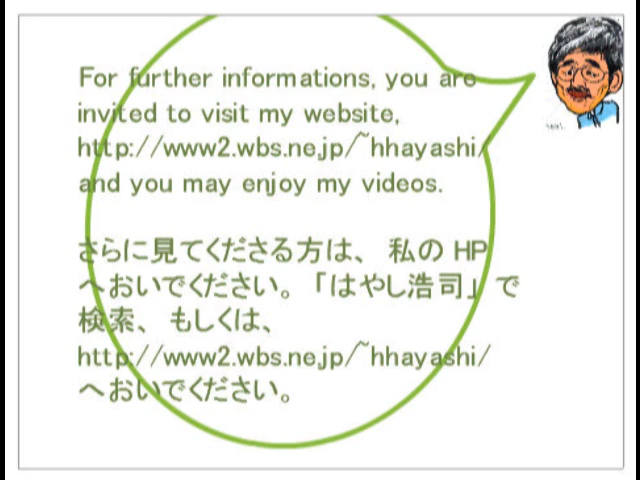 For further informations, you are
invited to visit my website,
http://www2.wbs.ne.jp/~hhayashi/
and you may enjoy my videos.
さらに見てくださる方は、 私の HP
へおいでください。「はやし浩司」で
検索、 もしくは、
http://www2.wbs.ne.jp/~hhayashi/
へおいでください。